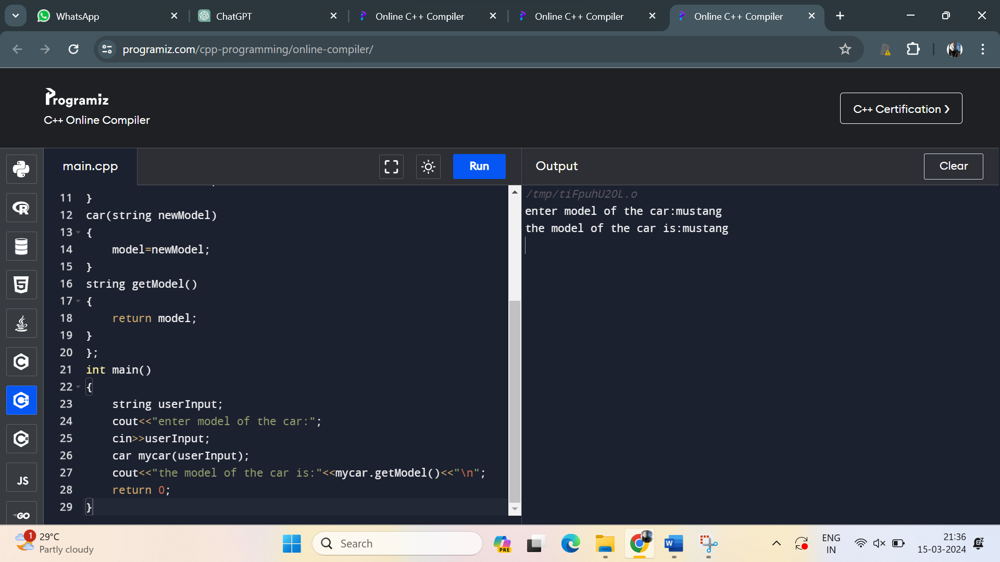 WhatsApp
ChatGPT
Online C++ Compiler
Online C++ Compiler
Online C++ Compiler
programiz.com/cpp-programming/online-compiler/
Programiz
C++ Online Compiler
C++ Certification
main.cpp
Run
Output
Clear
11 }
12 car(string newModel)
13 {
14     model=newModel;
15 }
16 string getModel()
17 {
18     return model;
19 }
20 };
21 int main()
22 {
23     string userInput;
24     cout<<"enter model of the car:";
25     cin>>userInput;
26     car mycar(userInput);
27     cout<<"the model of the car is:"<<mycar.getModel()<<"\n";
28     return 0;
29 }
/tmp/tiFpuhU2OL.o
enter model of the car:mustang
the model of the car is:mustang
JS
GO
1
29°C
Partly cloudy
Search
PRE
W
ENG
IN
21:36
15-03-2024